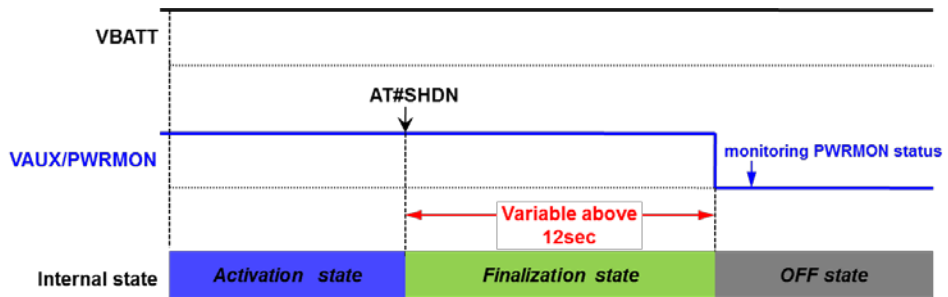 VBATT
AT#SHDN
VAUX/PWRMON
monitoring PWRMON status
Variable above
12sec
Internal state
Activation state
Finalization state
OFF state